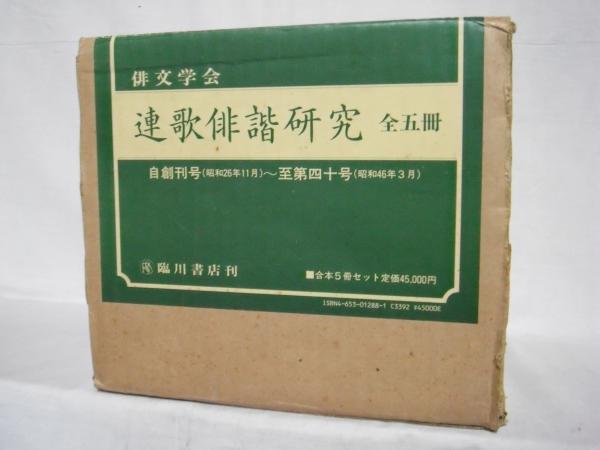 俳文学会
連歌俳諧研究 全五冊
自創刊号(昭和26年11月)〜至第四十号(昭和46年3月)
臨川書店刊
■合本5冊セット定価45,000円
ISBN4-653-01288-1 C3392 ¥45000E